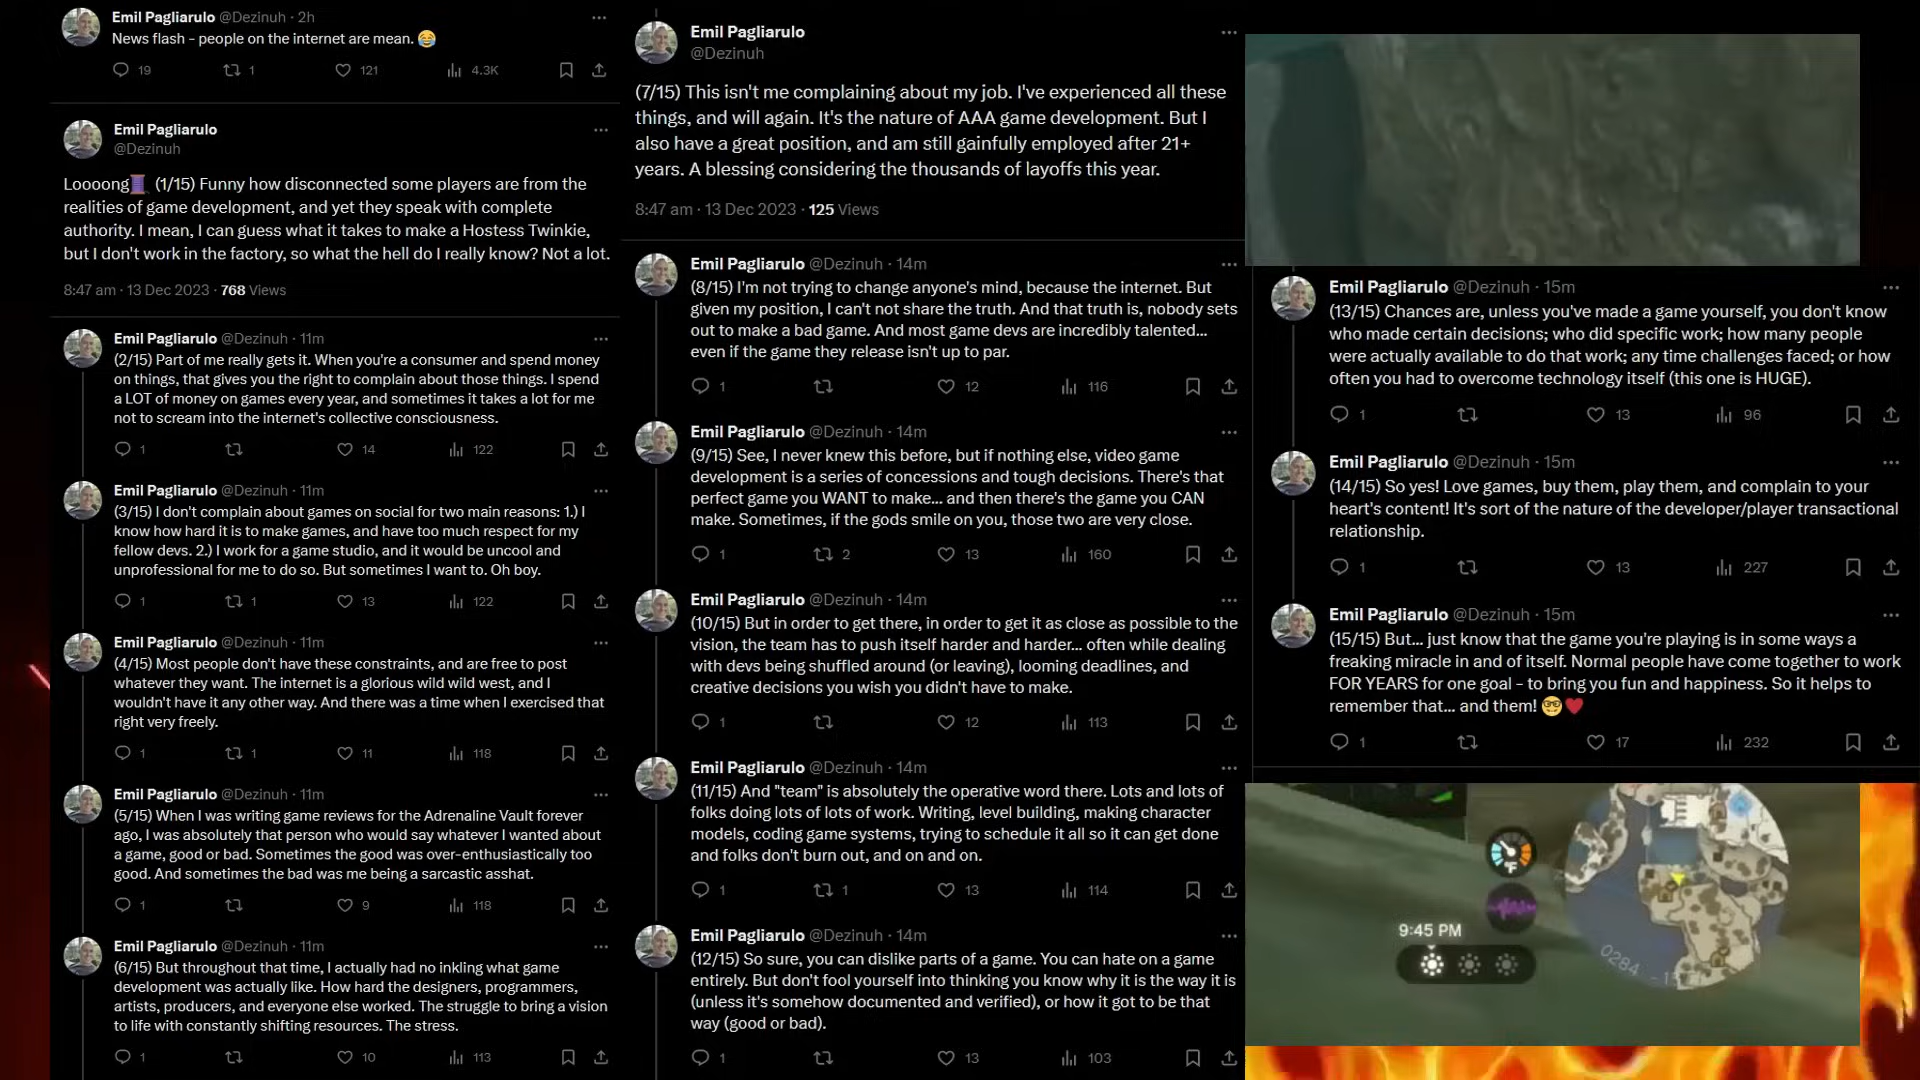 Emil Pagliarulo @Dezinuh · 2h
News flash - people on the internet are mean. 😂
19 1 121 4.3K
Emil Pagliarulo
@Dezinuh
Loooong🧵 (1/15) Funny how disconnected some players are from the
realities of game development, and yet they speak with complete
authority. I mean, I can guess what it takes to make a Hostess Twinkie,
but I don't work in the factory, so what the hell do I really know? Not a lot.
8:47 am · 13 Dec 2023 · 768 Views
Emil Pagliarulo @Dezinuh · 11m
(2/15) Part of me really gets it. When you're a consumer and spend money
on things, that gives you the right to complain about those things. I spend
a LOT of money on games every year, and sometimes it takes a lot for me
not to scream into the internet's collective consciousness.
1 14 122
Emil Pagliarulo @Dezinuh · 11m
(3/15) I don't complain about games on social for two main reasons: 1.) I
know how hard it is to make games, and have too much respect for my
fellow devs. 2.) I work for a game studio, and it would be uncool and
unprofessional for me to do so. But sometimes I want to. Oh boy.
1 1 13 122
Emil Pagliarulo @Dezinuh · 11m
(4/15) Most people don't have these constraints, and are free to post
whatever they want. The internet is a glorious wild wild west, and I
wouldn't have it any other way. And there was a time when I exercised that
right very freely.
1 1 11 118
Emil Pagliarulo @Dezinuh · 11m
(5/15) When I was writing game reviews for the Adrenaline Vault forever
ago, I was absolutely that person who would say whatever I wanted about
a game, good or bad. Sometimes the good was over-enthusiastically too
good. And sometimes the bad was me being a sarcastic asshat.
1 9 118
Emil Pagliarulo @Dezinuh · 11m
(6/15) But throughout that time, I actually had no inkling what game
development was actually like. How hard the designers, programmers,
artists, producers, and everyone else worked. The struggle to bring a vision
to life with constantly shifting resources. The stress.
1 10 113
Emil Pagliarulo
@Dezinuh
(7/15) This isn't me complaining about my job. I've experienced all these
things, and will again. It's the nature of AAA game development. But I
also have a great position, and am still gainfully employed after 21+
years. A blessing considering the thousands of layoffs this year.
8:47 am · 13 Dec 2023 · 125 Views
Emil Pagliarulo @Dezinuh · 14m
(8/15) I'm not trying to change anyone's mind, because the internet. But
given my position, I can't not share the truth. And that truth is, nobody sets
out to make a bad game. And most game devs are incredibly talented...
even if the game they release isn't up to par.
1 12 116
Emil Pagliarulo @Dezinuh · 14m
(9/15) See, I never knew this before, but if nothing else, video game
development is a series of concessions and tough decisions. There's that
perfect game you WANT to make... and then there's the game you CAN
make. Sometimes, if the gods smile on you, those two are very close.
1 2 13 160
Emil Pagliarulo @Dezinuh · 14m
(10/15) But in order to get there, in order to get it as close as possible to the
vision, the team has to push itself harder and harder... often while dealing
with devs being shuffled around (or leaving), looming deadlines, and
creative decisions you wish you didn't have to make.
1 12 113
Emil Pagliarulo @Dezinuh · 14m
(11/15) And "team" is absolutely the operative word there. Lots and lots of
folks doing lots of lots of work. Writing, level building, making character
models, coding game systems, trying to schedule it all so it can get done
and folks don't burn out, and on and on.
1 1 13 114
Emil Pagliarulo @Dezinuh · 14m
(12/15) So sure, you can dislike parts of a game. You can hate on a game
entirely. But don't fool yourself into thinking you know why it is the way it is
(unless it's somehow documented and verified), or how it got to be that
way (good or bad).
1 13 103
Emil Pagliarulo @Dezinuh · 15m
(13/15) Chances are, unless you've made a game yourself, you don't know
who made certain decisions; who did specific work; how many people
were actually available to do that work; any time challenges faced; or how
often you had to overcome technology itself (this one is HUGE).
1 13 96
Emil Pagliarulo @Dezinuh · 15m
(14/15) So yes! Love games, buy them, play them, and complain to your
heart's content! It's sort of the nature of the developer/player transactional
relationship.
1 13 227
Emil Pagliarulo @Dezinuh · 15m
(15/15) But... just know that the game you're playing is in some ways a
freaking miracle in and of itself. Normal people have come together to work
FOR YEARS for one goal - to bring you fun and happiness. So it helps to
remember that... and them! 🤓❤️
1 17 232
°F
9:45 PM
0284